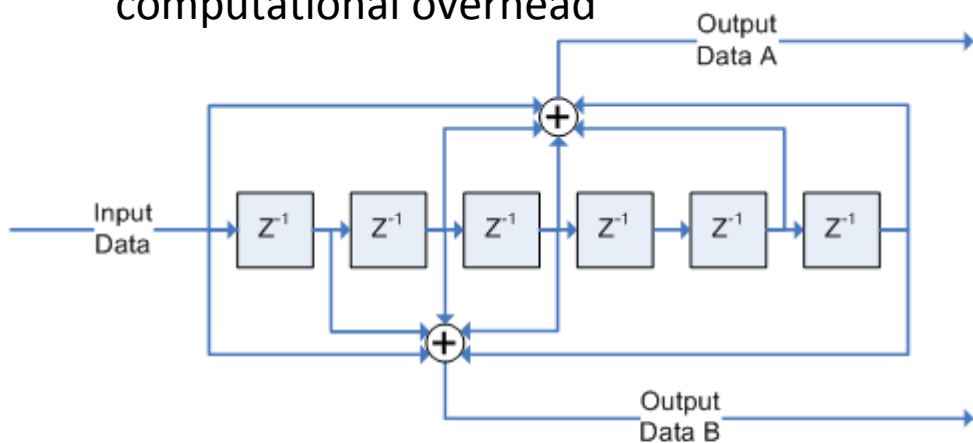 computational overhead
Output
Data A
+
Input
Data
Z⁻¹
Z⁻¹
Z⁻¹
Z⁻¹
Z⁻¹
Z⁻¹
+
Output
Data B